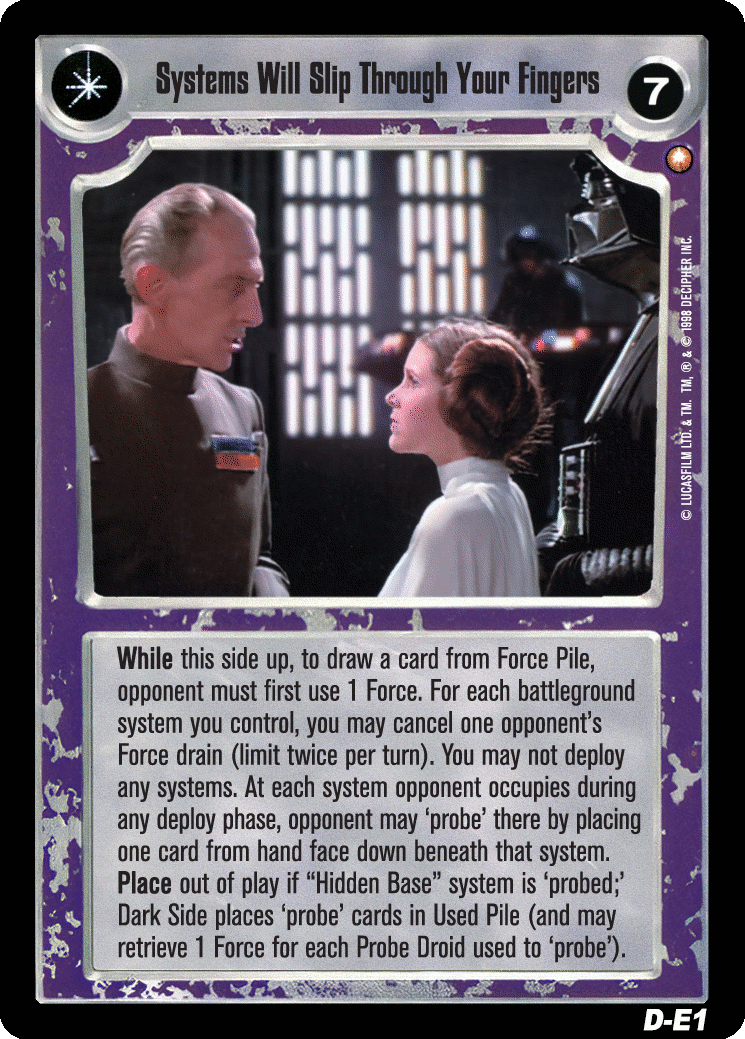 Systems Will Slip Through Your Fingers
7
© LUCASFILM LTD. & TM. TM, ® & © 1998 DECIPHER INC.
While this side up, to draw a card from Force Pile,
opponent must first use 1 Force. For each battleground
system you control, you may cancel one opponent’s
Force drain (limit twice per turn). You may not deploy
any systems. At each system opponent occupies during
any deploy phase, opponent may ‘probe’ there by placing
one card from hand face down beneath that system.
Place out of play if “Hidden Base” system is ‘probed;’
Dark Side places ‘probe’ cards in Used Pile (and may
retrieve 1 Force for each Probe Droid used to ‘probe’).
D-E1